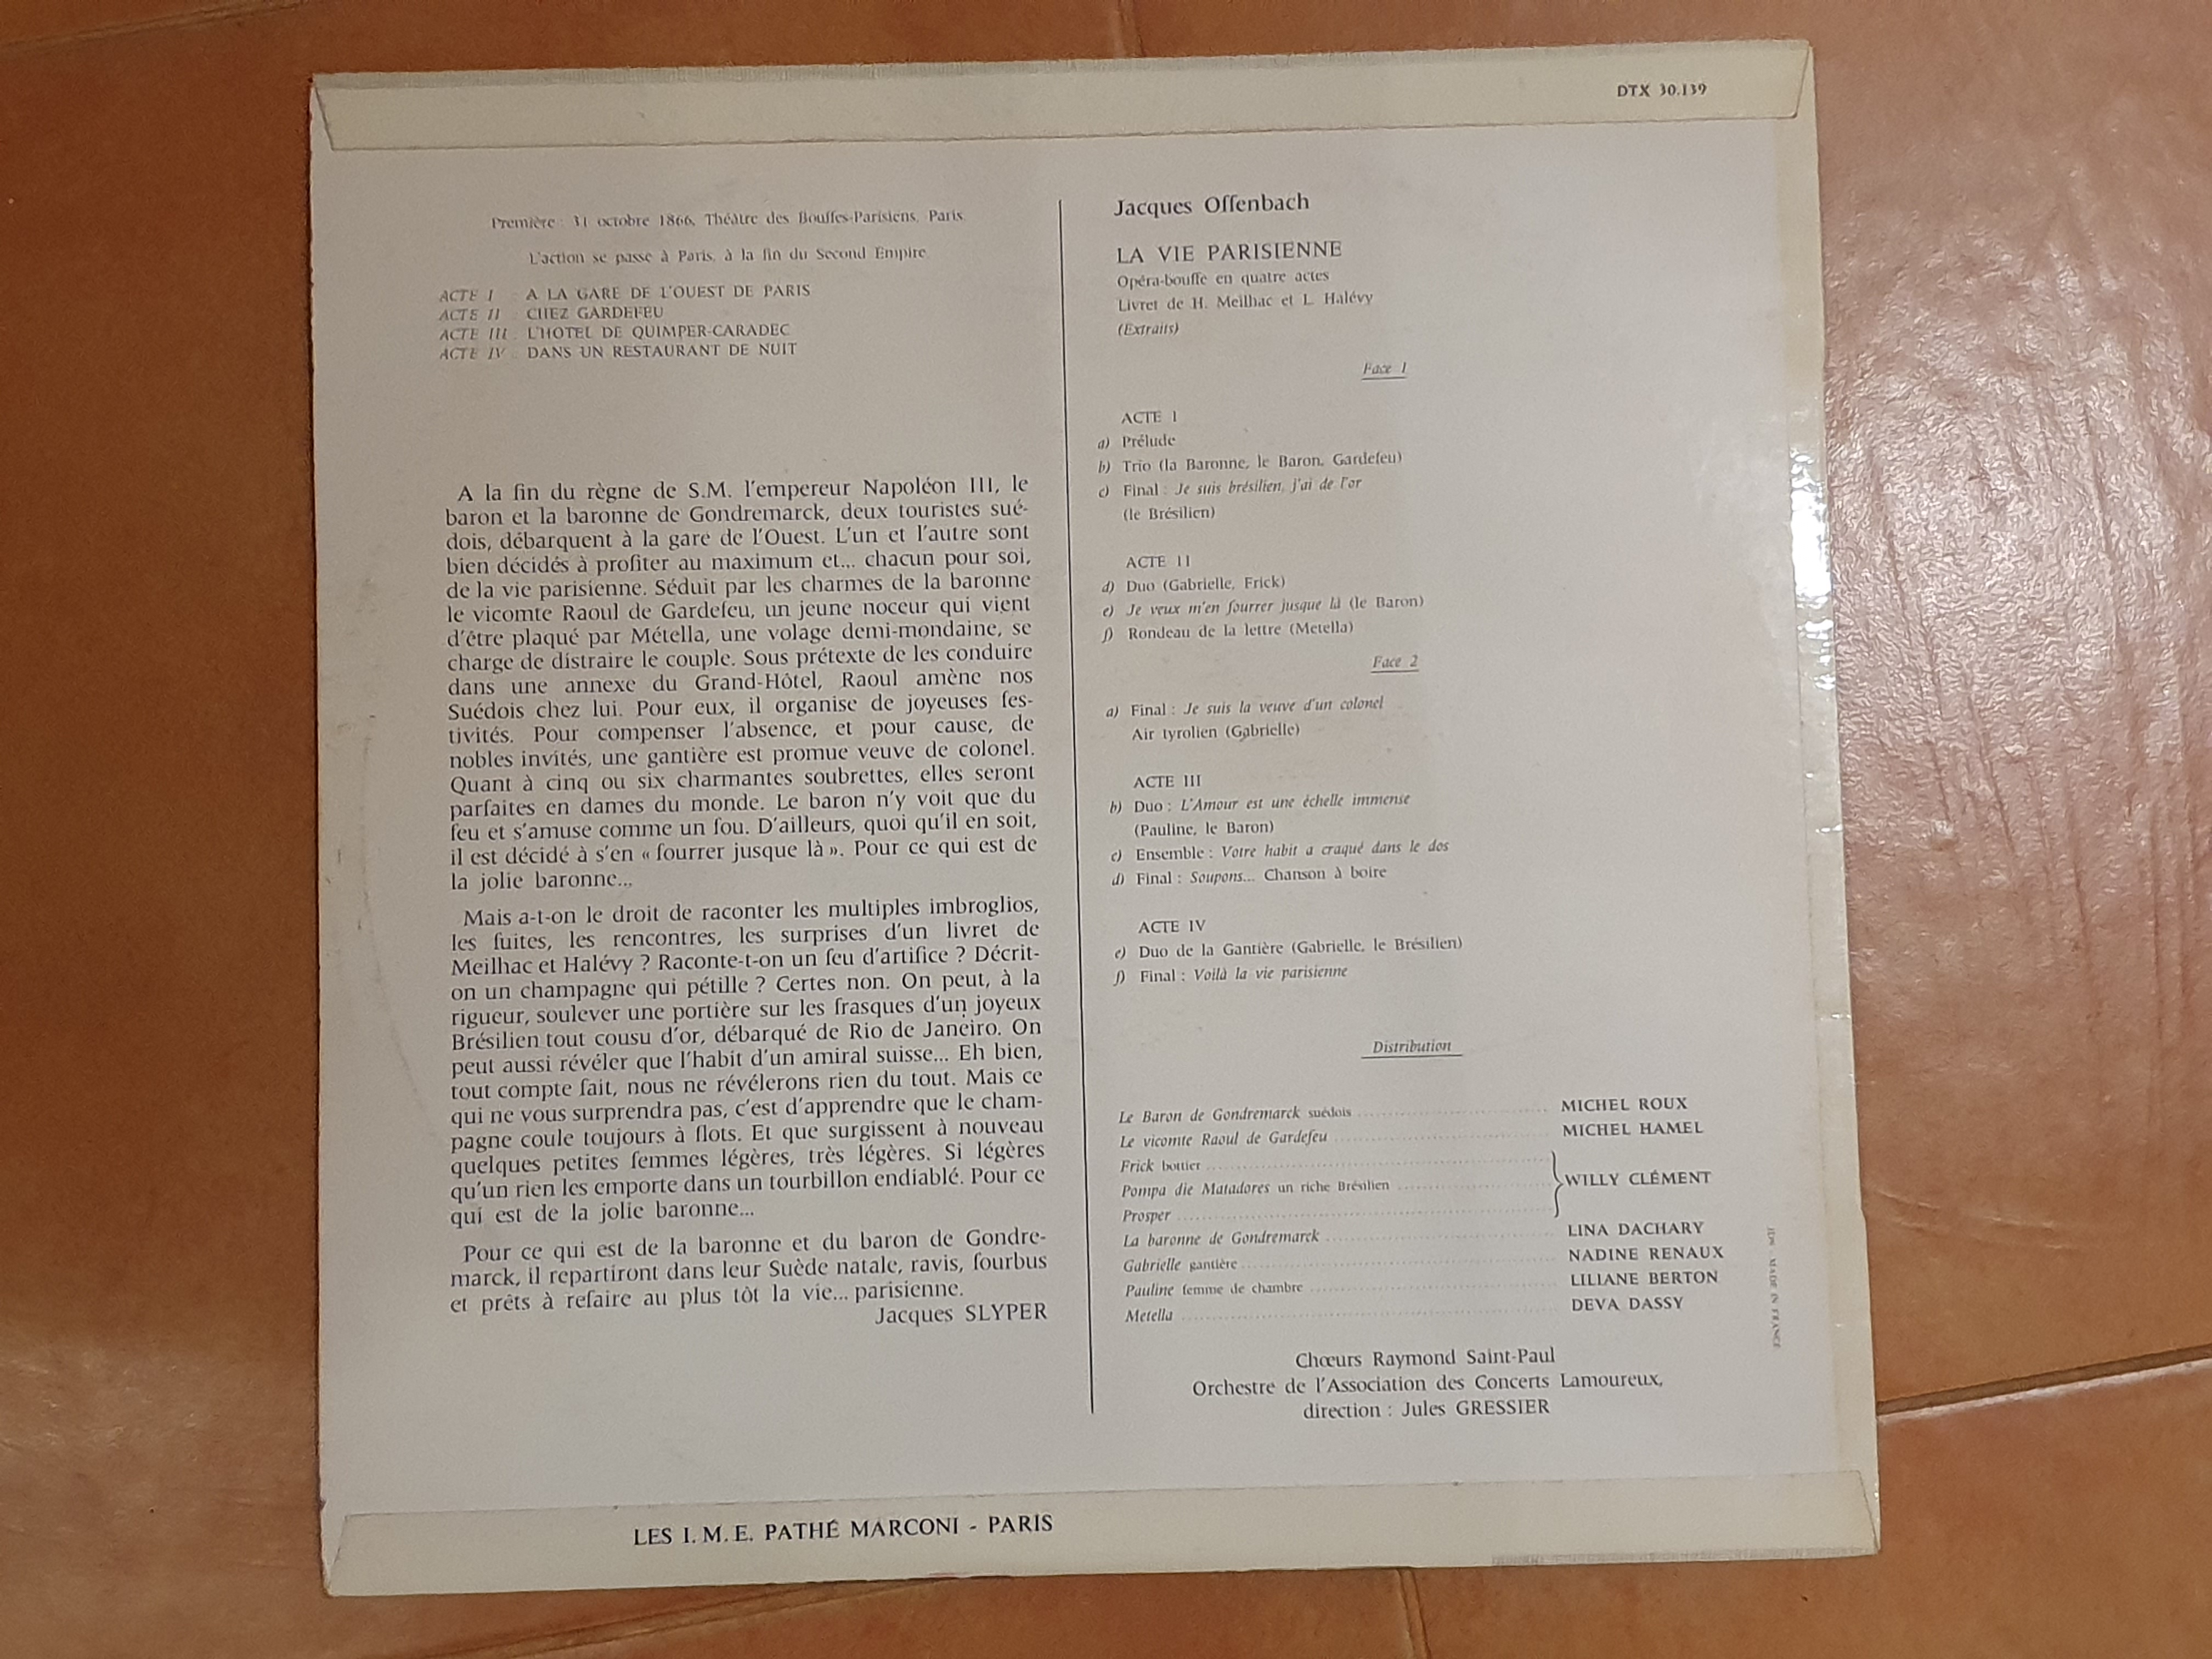 DTX 30.139
Première : 31 octobre 1866, Théâtre des Bouffes-Parisiens, Paris.
L'action se passe à Paris, à la fin du Second Empire.
ACTE I : A LA GARE DE L'OUEST DE PARIS
ACTE II : CHEZ GARDEFEU
ACTE III : L'HOTEL DE QUIMPER-CARADEC
ACTE IV : DANS UN RESTAURANT DE NUIT
A la fin du règne de S.M. l'empereur Napoléon III, le
baron et la baronne de Gondremarck, deux touristes sué-
dois, débarquent à la gare de l'Ouest. L'un et l'autre sont
bien décidés à profiter au maximum et... chacun pour soi,
de la vie parisienne. Séduit par les charmes de la baronne
le vicomte Raoul de Gardefeu, un jeune noceur qui vient
d'être plaqué par Métella, une volage demi-mondaine, se
charge de distraire le couple. Sous prétexte de les conduire
dans une annexe du Grand-Hôtel, Raoul amène nos
Suédois chez lui. Pour eux, il organise de joyeuses fes-
tivités. Pour compenser l'absence, et pour cause, de
nobles invités, une gantière est promue veuve de colonel.
Quant à cinq ou six charmantes soubrettes, elles seront
parfaites en dames du monde. Le baron n'y voit que du
feu et s'amuse comme un fou. D'ailleurs, quoi qu'il en soit,
il est décidé à s'en « fourrer jusque là ». Pour ce qui est de
la jolie baronne...
Mais a-t-on le droit de raconter les multiples imbroglios,
les fuites, les rencontres, les surprises d'un livret de
Meilhac et Halévy ? Raconte-t-on un feu d'artifice ? Décrit-
on un champagne qui pétille ? Certes non. On peut, à la
rigueur, soulever une portière sur les frasques d'un joyeux
Brésilien tout cousu d'or, débarqué de Rio de Janeiro. On
peut aussi révéler que l'habit d'un amiral suisse... Eh bien,
tout compte fait, nous ne révélerons rien du tout. Mais ce
qui ne vous surprendra pas, c'est d'apprendre que le cham-
pagne coule toujours à flots. Et que surgissent à nouveau
quelques petites femmes légères, très légères. Si légères
qu'un rien les emporte dans un tourbillon endiablé. Pour ce
qui est de la jolie baronne...
Pour ce qui est de la baronne et du baron de Gondre-
marck, il repartiront dans leur Suède natale, ravis, fourbus
et prêts à refaire au plus tôt la vie... parisienne.
Jacques SLYPER
Jacques Offenbach
LA VIE PARISIENNE
Opéra-bouffe en quatre actes
Livret de H. Meilhac et L. Halévy
(Extraits)
Face 1
ACTE I
a) Prélude
b) Trio (la Baronne, le Baron, Gardefeu)
c) Final : Je suis brésilien, j'ai de l'or
(le Brésilien)
ACTE II
d) Duo (Gabrielle, Frick)
e) Je veux m'en fourrer jusque là (le Baron)
f) Rondeau de la lettre (Metella)
Face 2
a) Final : Je suis la veuve d'un colonel
Air tyrolien (Gabrielle)
ACTE III
b) Duo : L'Amour est une échelle immense
(Pauline, le Baron)
c) Ensemble : Votre habit a craqué dans le dos
d) Final : Soupons... Chanson à boire
ACTE IV
e) Duo de la Gantière (Gabrielle, le Brésilien)
f) Final : Voilà la vie parisienne
Distribution
Le Baron de Gondremarck suédois ........ MICHEL ROUX
Le vicomte Raoul de Gardefeu ........ MICHEL HAMEL
Frick bottier ........
Pompa die Matadores un riche Brésilien ........ WILLY CLÉMENT
Prosper ........
La baronne de Gondremarck ........ LINA DACHARY
Gabrielle gantière ........ NADINE RENAUX
Pauline femme de chambre ........ LILIANE BERTON
Metella ........ DEVA DASSY
Chœurs Raymond Saint-Paul
Orchestre de l'Association des Concerts Lamoureux,
direction : Jules GRESSIER
MADE IN FRANCE
LES I.M.E. PATHÉ MARCONI - PARIS